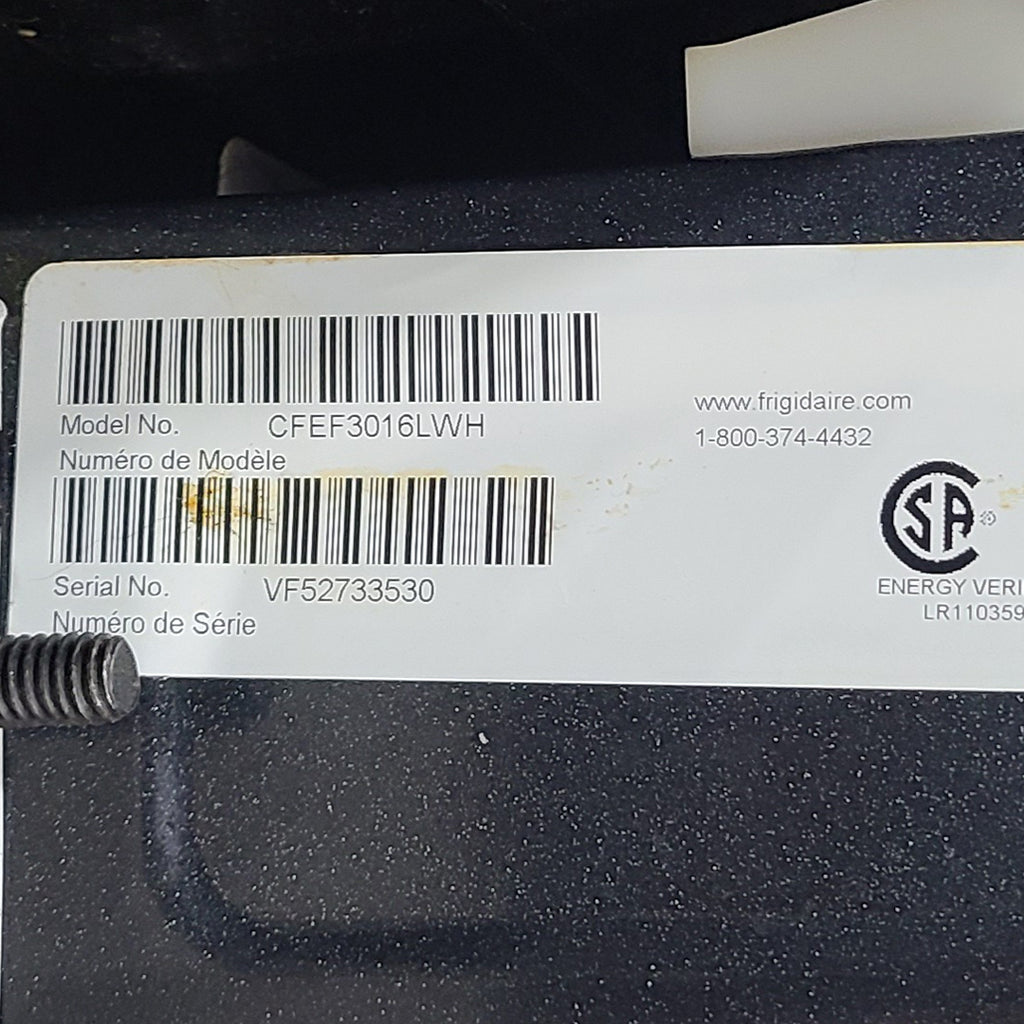 Model No. CFEF3016LWH
Numéro de Modèle
Serial No. VF52733530
Numéro de Série
www.frigidaire.com
1-800-374-4432
CSA ®
ENERGY VERI
LR110359